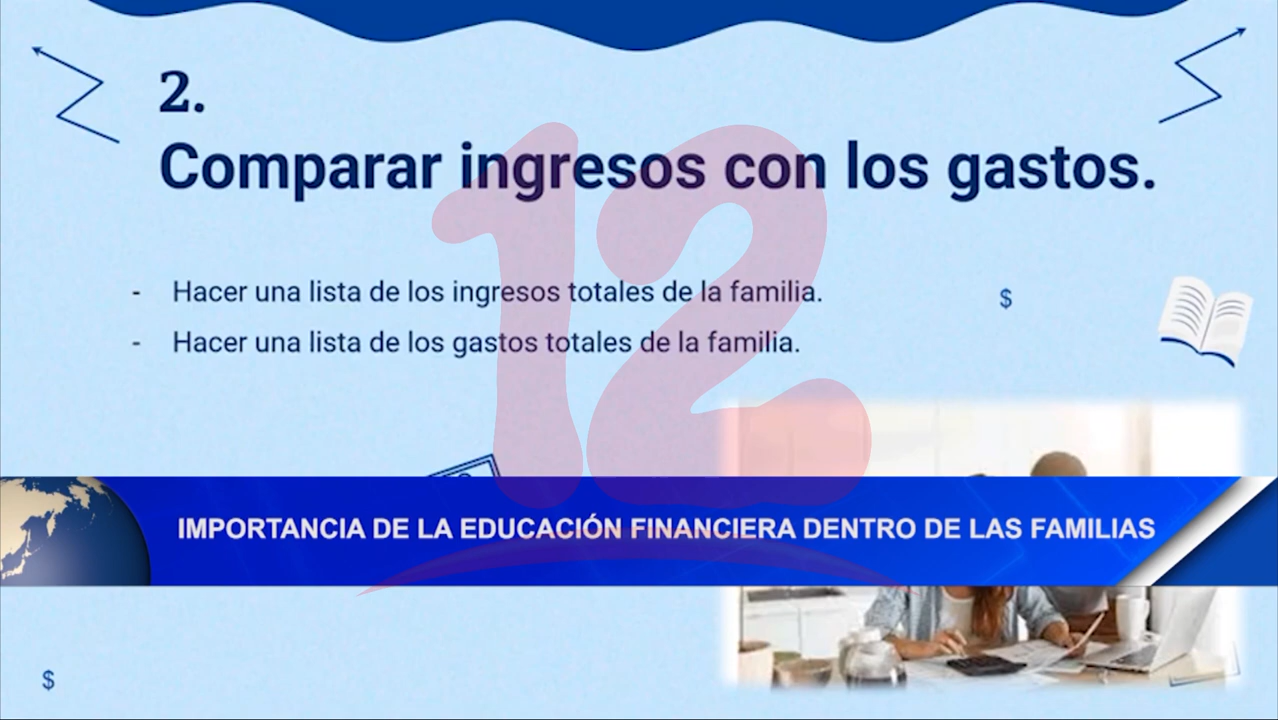 2.
Comparar ingresos con los gastos.
12
- Hacer una lista de los ingresos totales de la familia.
$
- Hacer una lista de los gastos totales de la familia.
IMPORTANCIA DE LA EDUCACIÓN FINANCIERA DENTRO DE LAS FAMILIAS
$